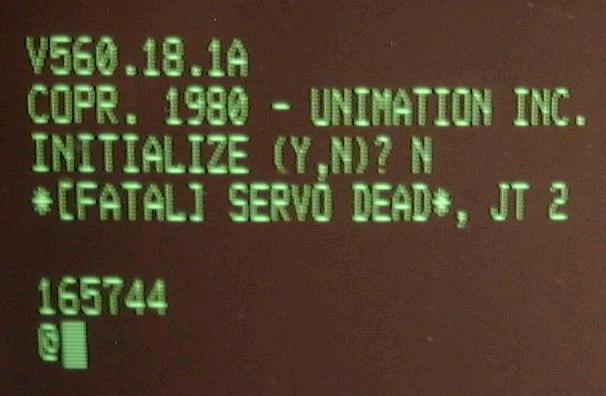 V560.18.1A
COPR. 1980 - UNIMATION INC.
INITIALIZE (Y,N)? N
*[FATAL] SERVO DEAD*, JT 2
165744
@